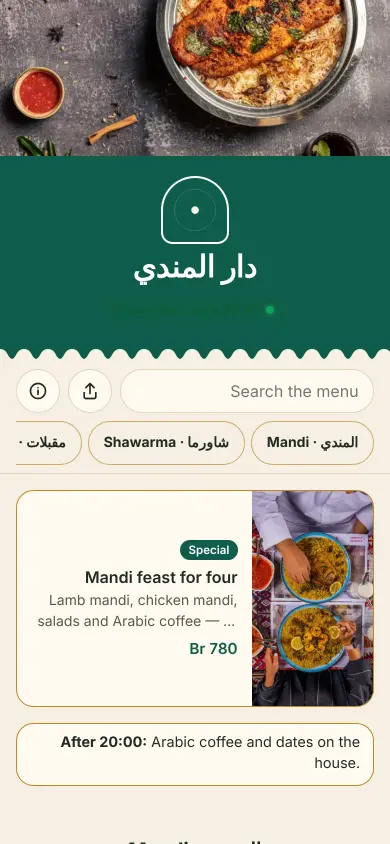 دار المندي
Search the menu
المندي · Mandi
شاورما · Shawarma
مقبلات ·
Special
Mandi feast for four
Lamb mandi, chicken mandi,
salads and Arabic coffee — ...
Br 780
After 20:00: Arabic coffee and dates on the
house.